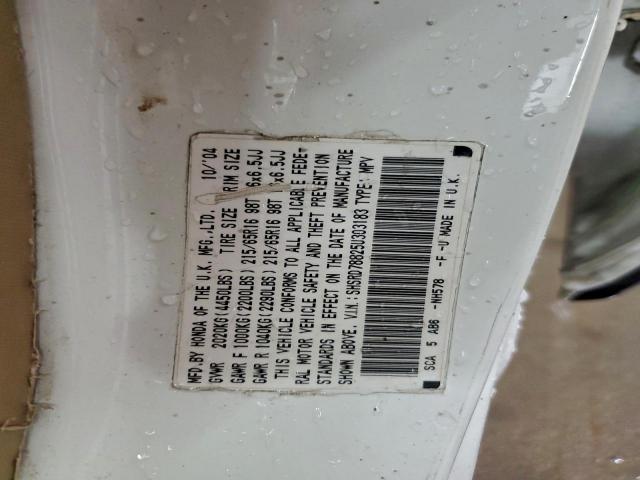 MFD.BY HONDA OF THE U.K. MFG.,LTD. 10/'04
GVWR 2020KG(4450LBS) TIRE SIZE RIM SIZE
GAWR F 1000KG(2200LBS) 215/65R16 98T 16x6.5JJ
GAWR R 1040KG(2290LBS) 215/65R16 98T x6.5JJ
THIS VEHICLE CONFORMS TO ALL APPLICABLE FEDE-
RAL MOTOR VEHICLE SAFETY AND THEFT PREVENTION
STANDARDS IN EFFECT ON THE DATE OF MANUFACTURE
SHOWN ABOVE. V.I.N.:SHSRD78825U303183 TYPE: MPV
SCA 5 A86 -NH578 -F -U MADE IN U.K.